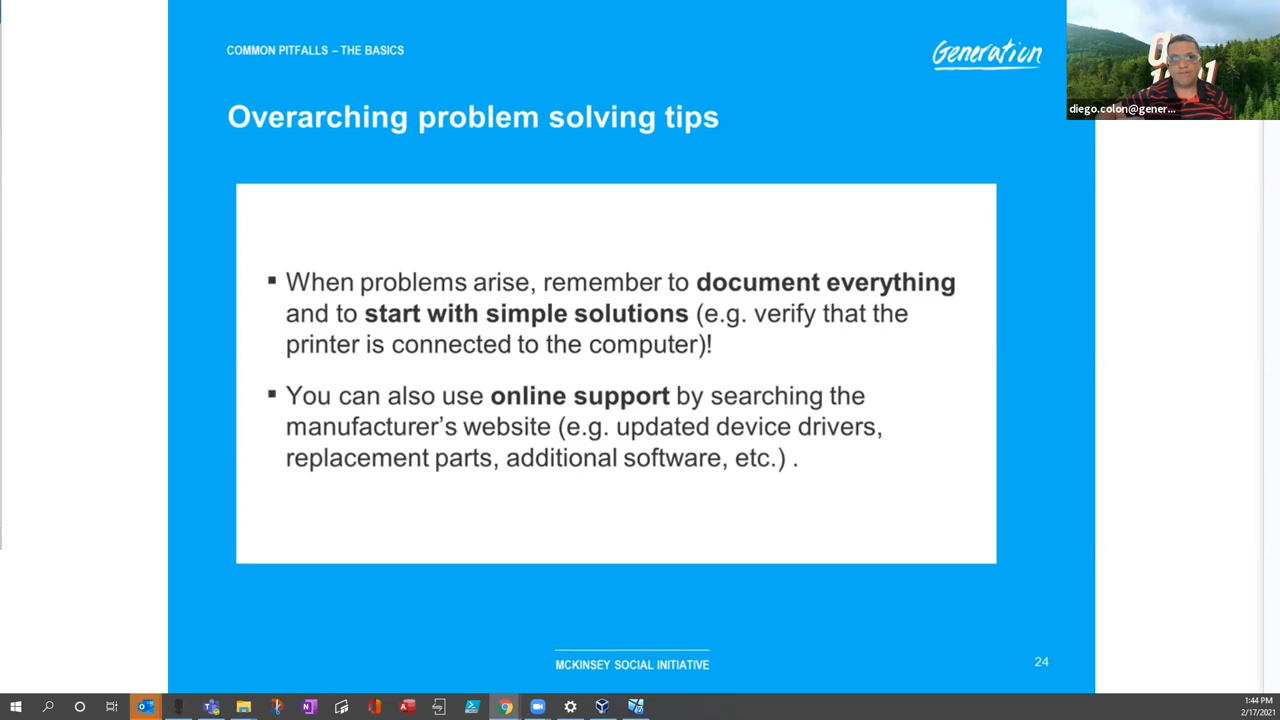 COMMON PITFALLS – THE BASICS
Generation
diego.colon@gener...
Overarching problem solving tips
▪ When problems arise, remember to document everything
and to start with simple solutions (e.g. verify that the
printer is connected to the computer)!
▪ You can also use online support by searching the
manufacturer's website (e.g. updated device drivers,
replacement parts, additional software, etc.) .
MCKINSEY SOCIAL INITIATIVE
24
1:44 PM
2/17/2021